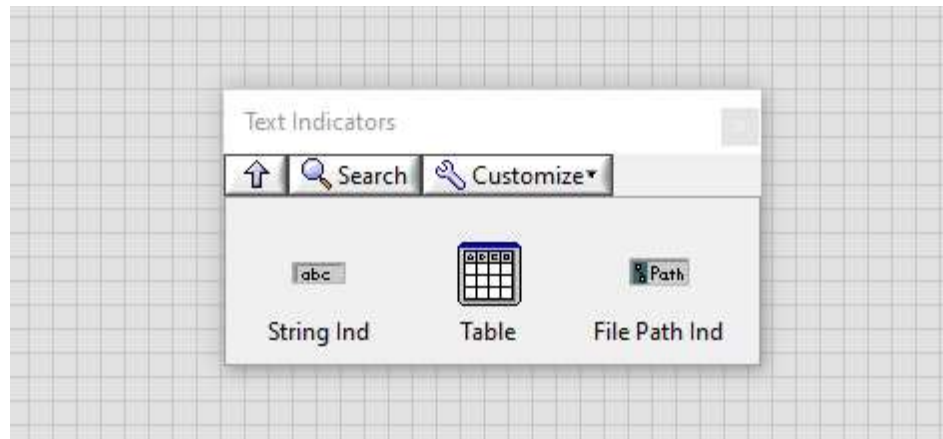 Text Indicators
Search Customize
abc Path
String Ind Table File Path Ind